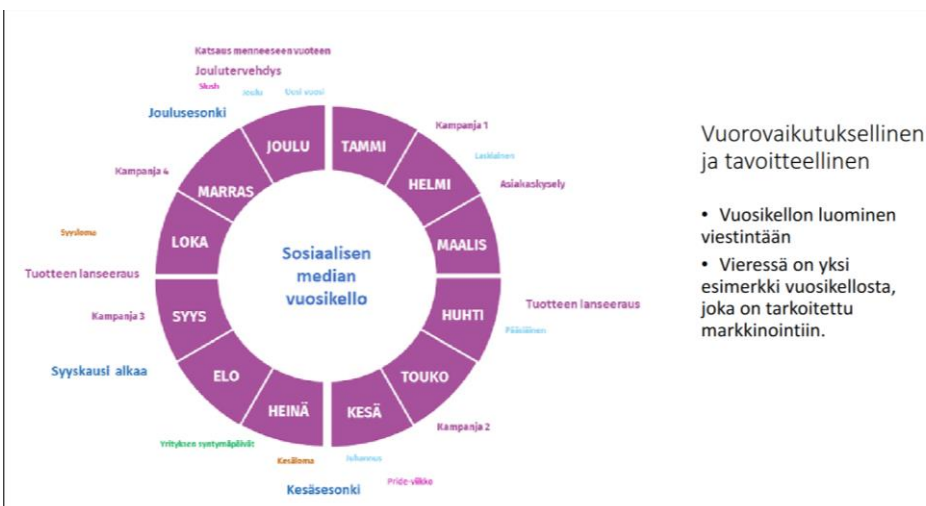 Katsaus menneeseen vuoteen
Joulutervehdys
Slush
Joulu
Uusi vuosi
Joulusesonki
Kampanja 1
Laskiainen
Asiakaskysely
Kampanja 4
Syysloma
Tuotteen lanseeraus
Kampanja 3
Syyskausi alkaa
Yrityksen syntymäpäivät
Kesäloma
Kesäsesonki
Juhannus
Pride-viikko
Kampanja 2
Tuotteen lanseeraus
Pääsiäinen
TAMMI
HELMI
MAALIS
HUHTI
TOUKO
KESÄ
HEINÄ
ELO
SYYS
LOKA
MARRAS
JOULU
Sosiaalisen
median
vuosikello
Vuorovaikutuksellinen
ja tavoitteellinen
• Vuosikellon luominen
viestintään
• Vieressä on yksi
esimerkki vuosikellosta,
joka on tarkoitettu
markkinointiin.